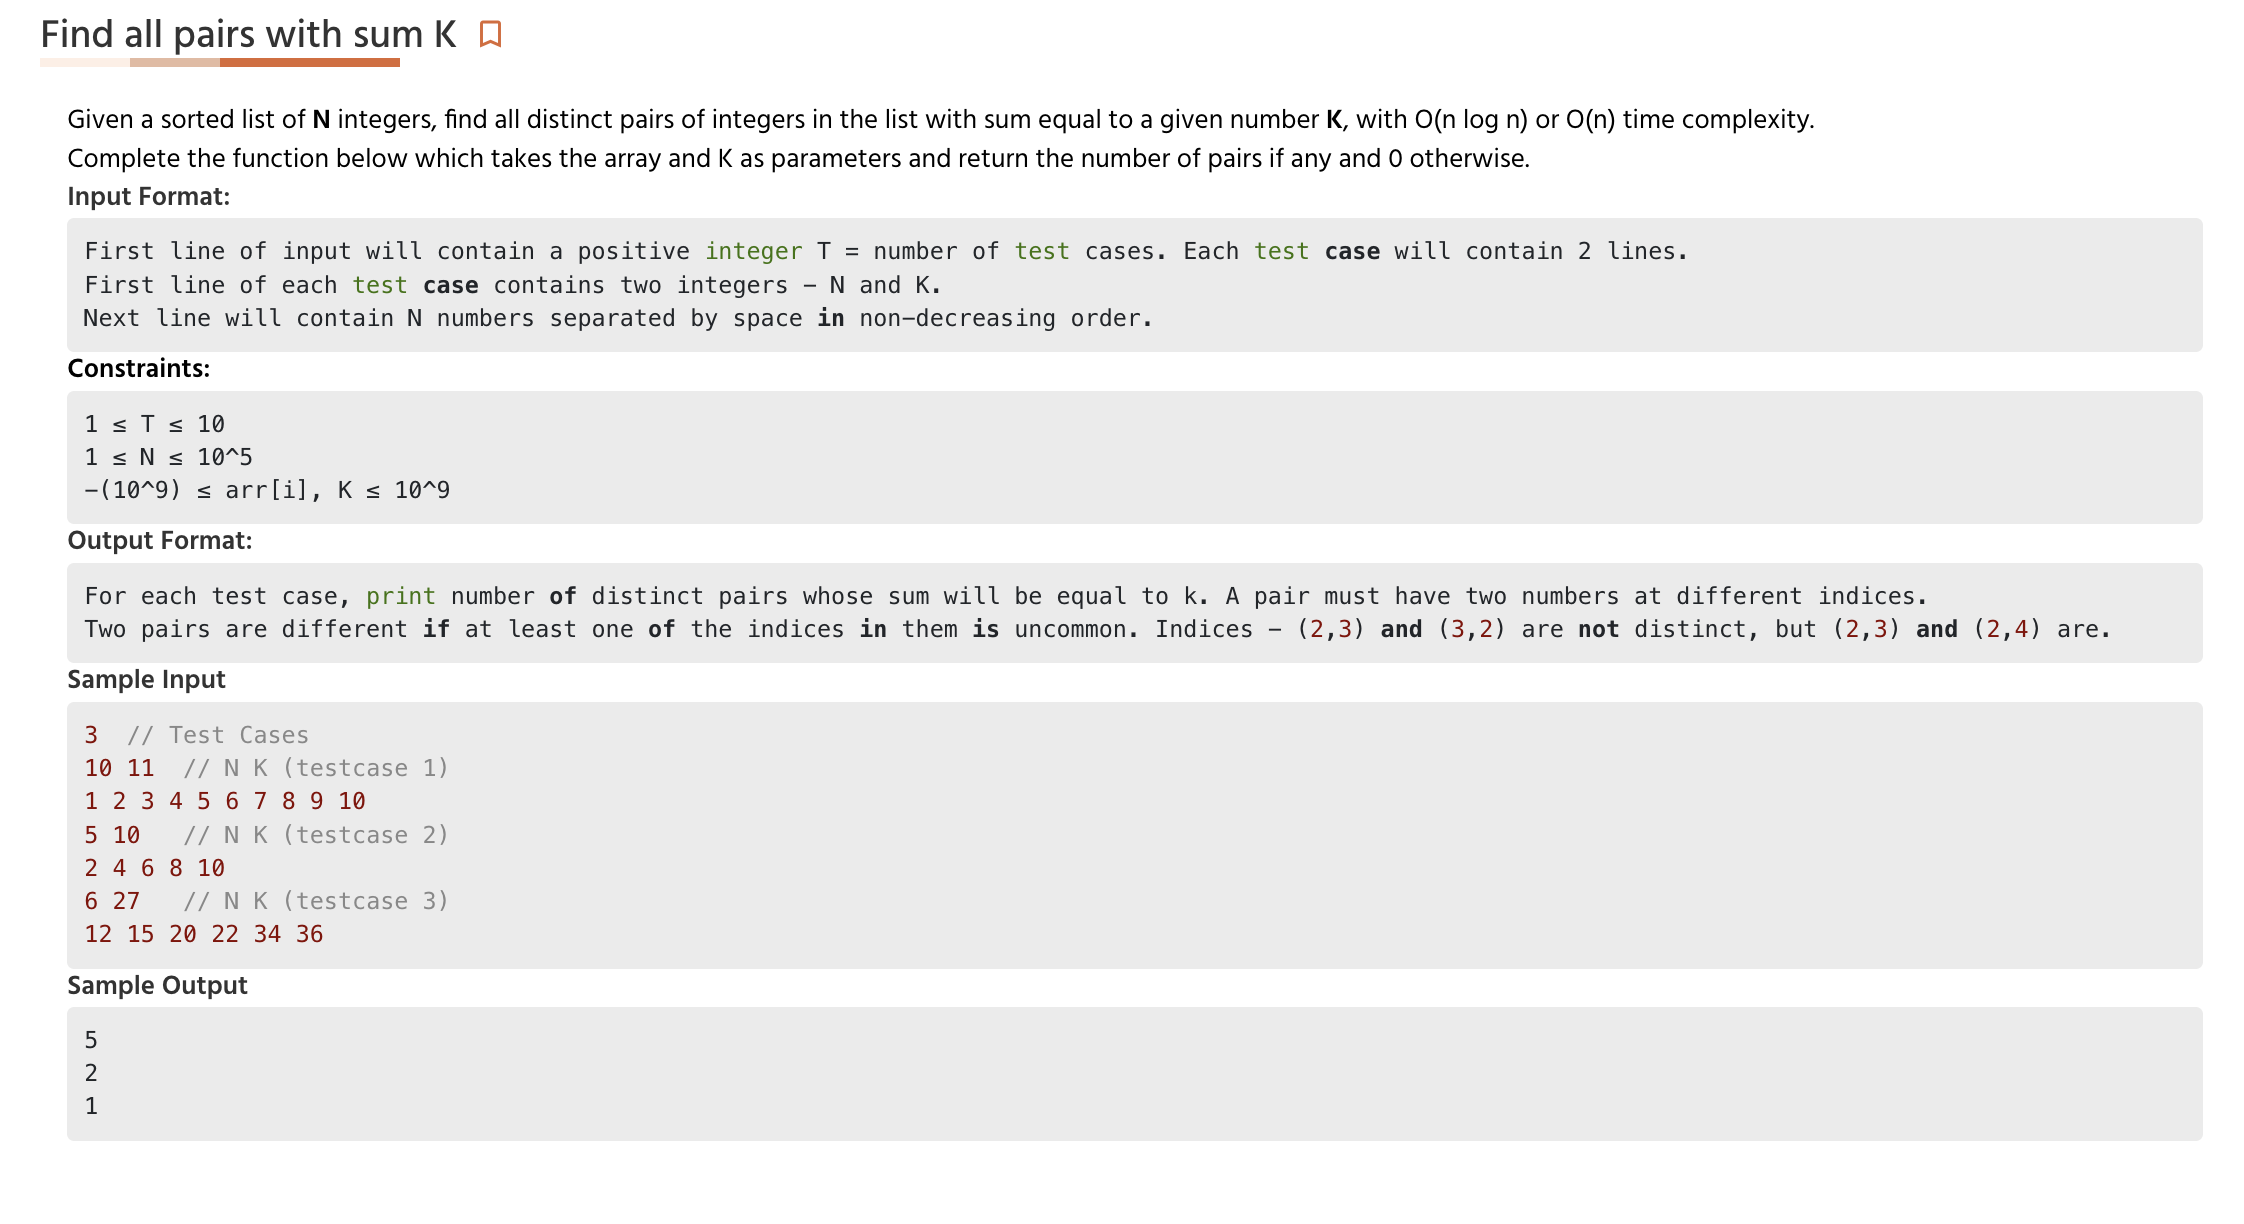 Find all pairs with sum K
Given a sorted list of N integers, find all distinct pairs of integers in the list with sum equal to a given number K, with O(n log n) or O(n) time complexity.
Complete the function below which takes the array and K as parameters and return the number of pairs if any and 0 otherwise.
Input Format:
First line of input will contain a positive integer T = number of test cases. Each test case will contain 2 lines.
First line of each test case contains two integers – N and K.
Next line will contain N numbers separated by space in non-decreasing order.
Constraints:
1 ≤ T ≤ 10
1 ≤ N ≤ 10^5
-(10^9) ≤ arr[i], K ≤ 10^9
Output Format:
For each test case, print number of distinct pairs whose sum will be equal to k. A pair must have two numbers at different indices.
Two pairs are different if at least one of the indices in them is uncommon. Indices – (2,3) and (3,2) are not distinct, but (2,3) and (2,4) are.
Sample Input
3  // Test Cases
10 11  // N K (testcase 1)
1 2 3 4 5 6 7 8 9 10
5 10   // N K (testcase 2)
2 4 6 8 10
6 27   // N K (testcase 3)
12 15 20 22 34 36
Sample Output
5
2
1